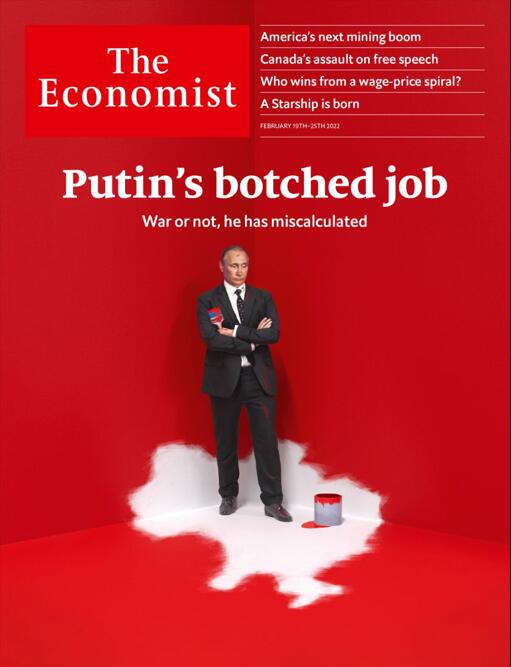 The
Economist
America's next mining boom
Canada's assault on free speech
Who wins from a wage-price spiral?
A Starship is born
FEBRUARY 19TH–25TH 2022
Putin's botched job
War or not, he has miscalculated